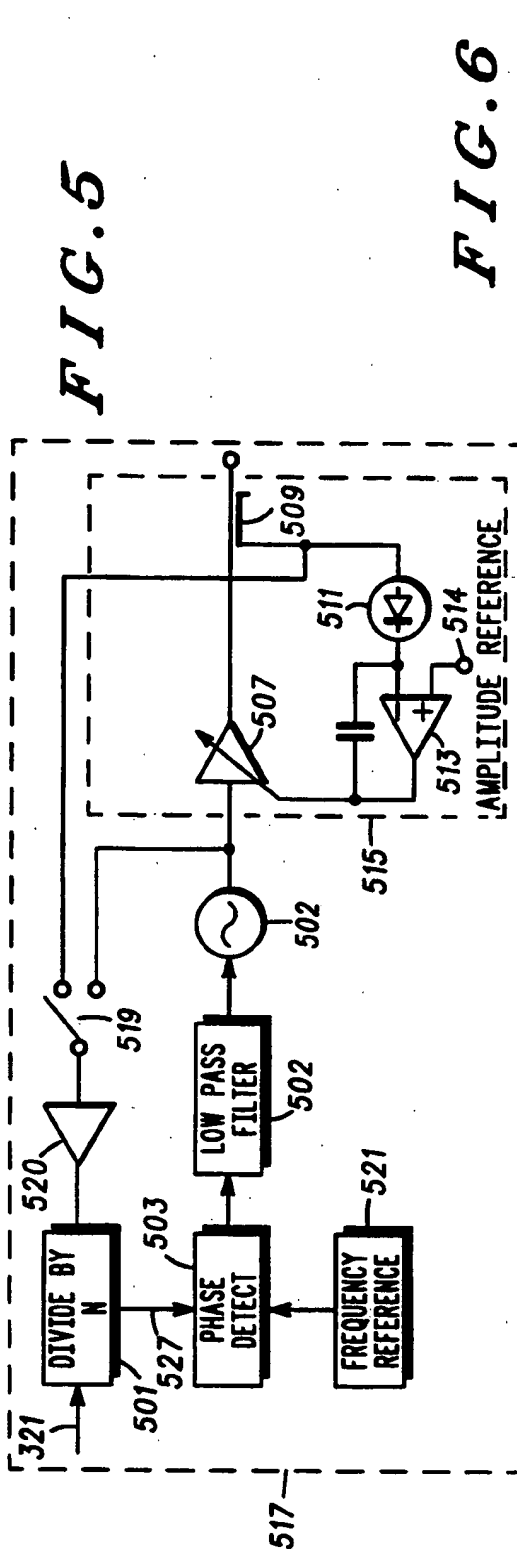 FIG.5
FIG.6
321
DIVIDE BY
N
501
520
519
527
503
PHASE
DETECT
LOW PASS
FILTER
502
502
FREQUENCY
REFERENCE
521
507
509
511
513
514
+
AMPLITUDE REFERENCE
515
517